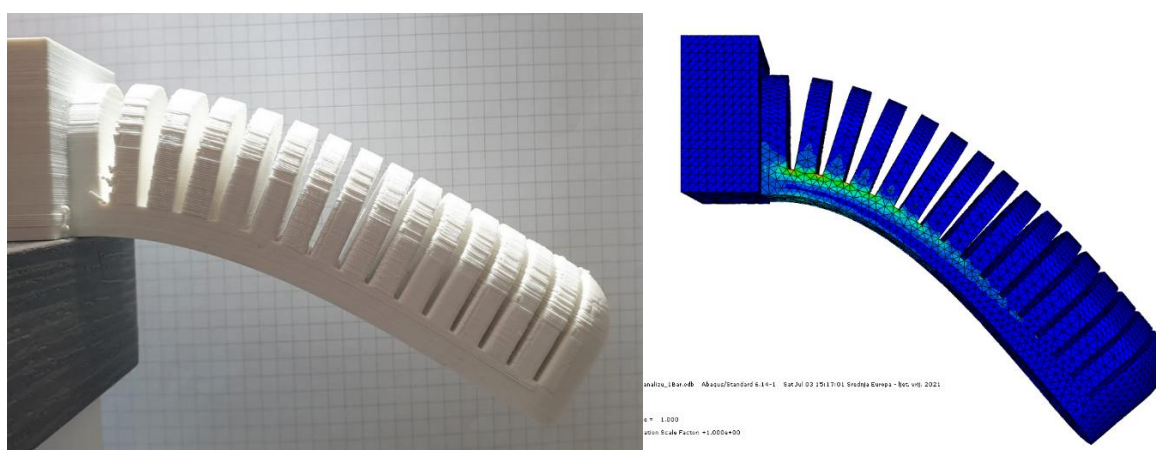 analiza_1Bar.odb Abaqus/Standard 6.14-1 Sat Jul 03 15:17:01 Srednja Europa - ljet. vrij. 2021
= 1.000
ation Scale Factor: +1.000e+00